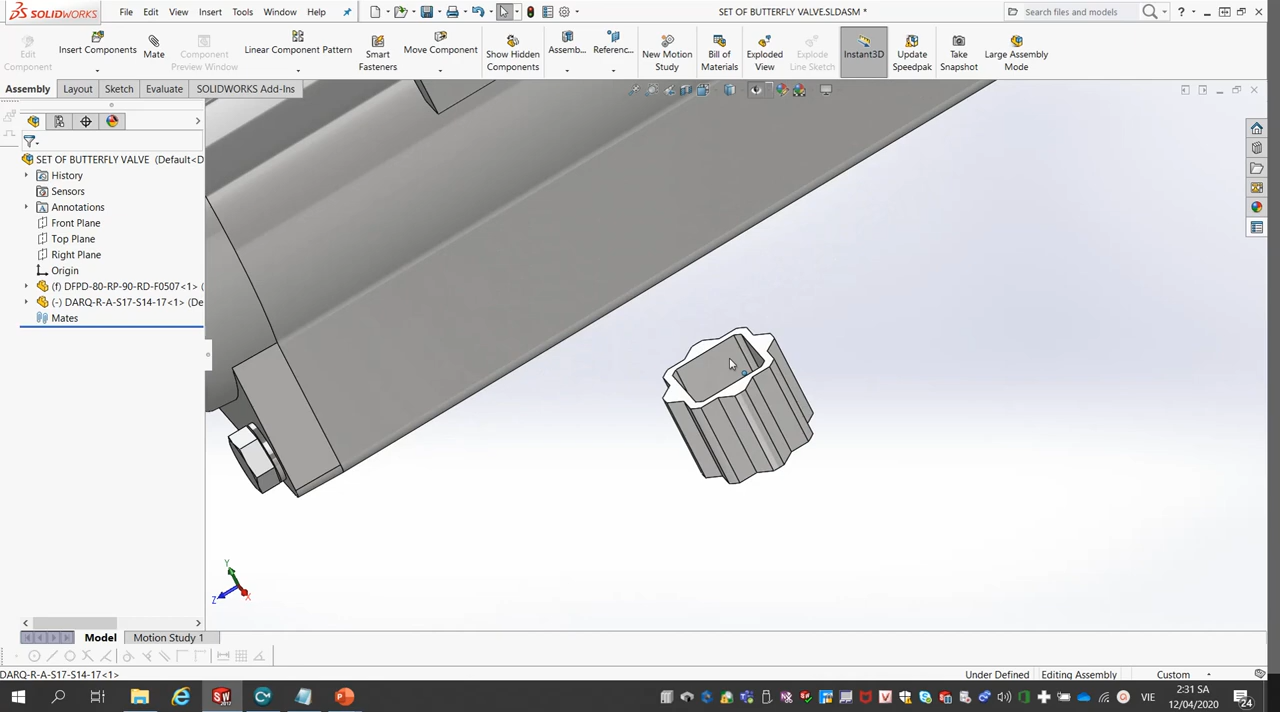 SOLIDWORKS File Edit View Insert Tools Window Help SET OF BUTTERFLY VALVE.SLDASM * Search files and models ?
Edit Component
Insert Components
Mate
Component Preview Window
Linear Component Pattern
Smart Fasteners
Move Component
Show Hidden Components
Assemb...
Referenc...
New Motion Study
Bill of Materials
Exploded View
Explode Line Sketch
Instant3D
Update Speedpak
Take Snapshot
Large Assembly Mode
Assembly Layout Sketch Evaluate SOLIDWORKS Add-Ins
SET OF BUTTERFLY VALVE (Default<D
History
Sensors
Annotations
Front Plane
Top Plane
Right Plane
Origin
(f) DFPD-80-RP-90-RD-F0507<1> (
(-) DARQ-R-A-S17-S14-17<1> (De
Mates
Y
Z X
Model Motion Study 1
DARQ-R-A-S17-S14-17<1> Under Defined Editing Assembly Custom
VIE
2:31 SA
12/04/2020
24